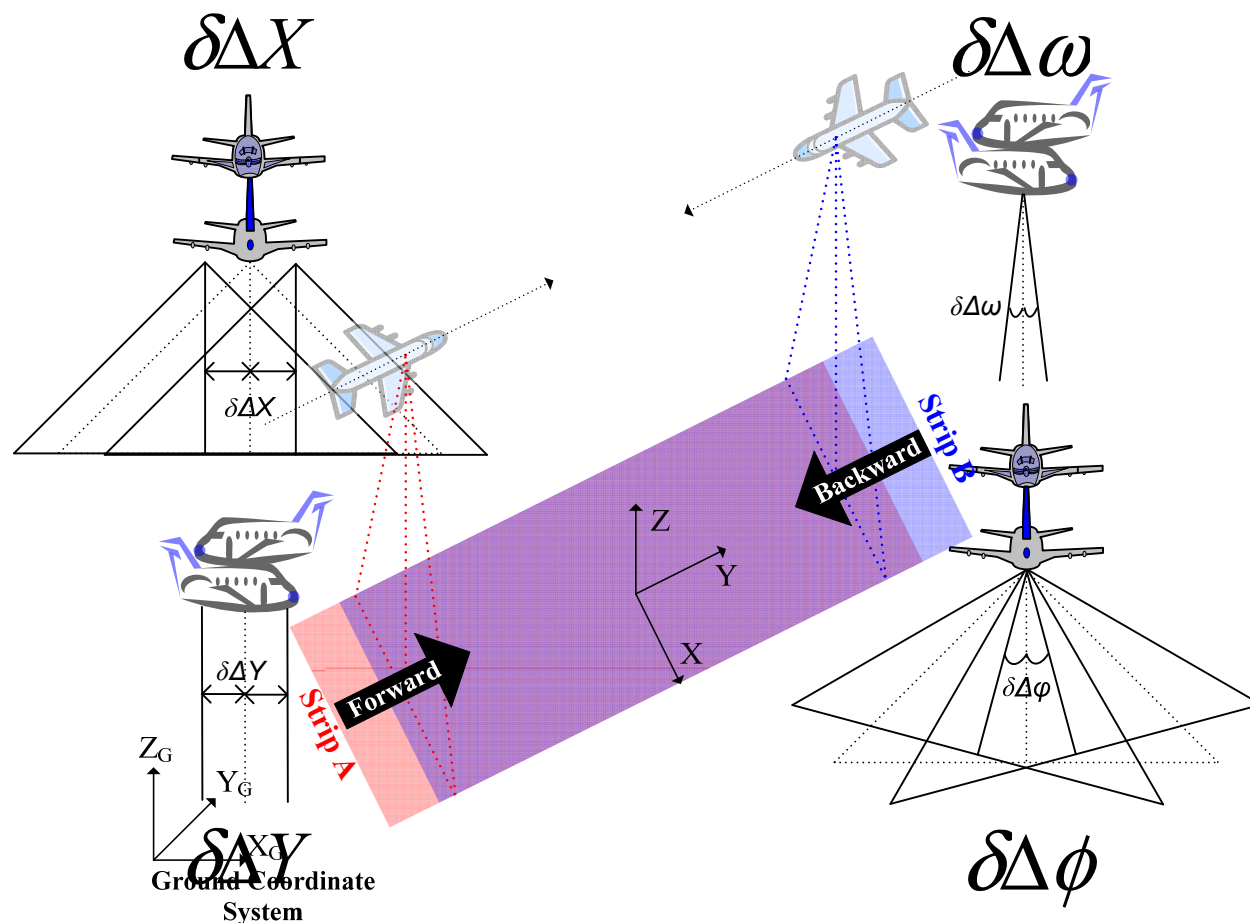 δΔX
δΔω
δΔω
δΔX
Strip B
Backward
Z
Y
X
δΔY
Forward
Strip A
δΔφ
Z_G
Y_G
X_G
δΔY
δΔϕ
Ground Coordinate
System